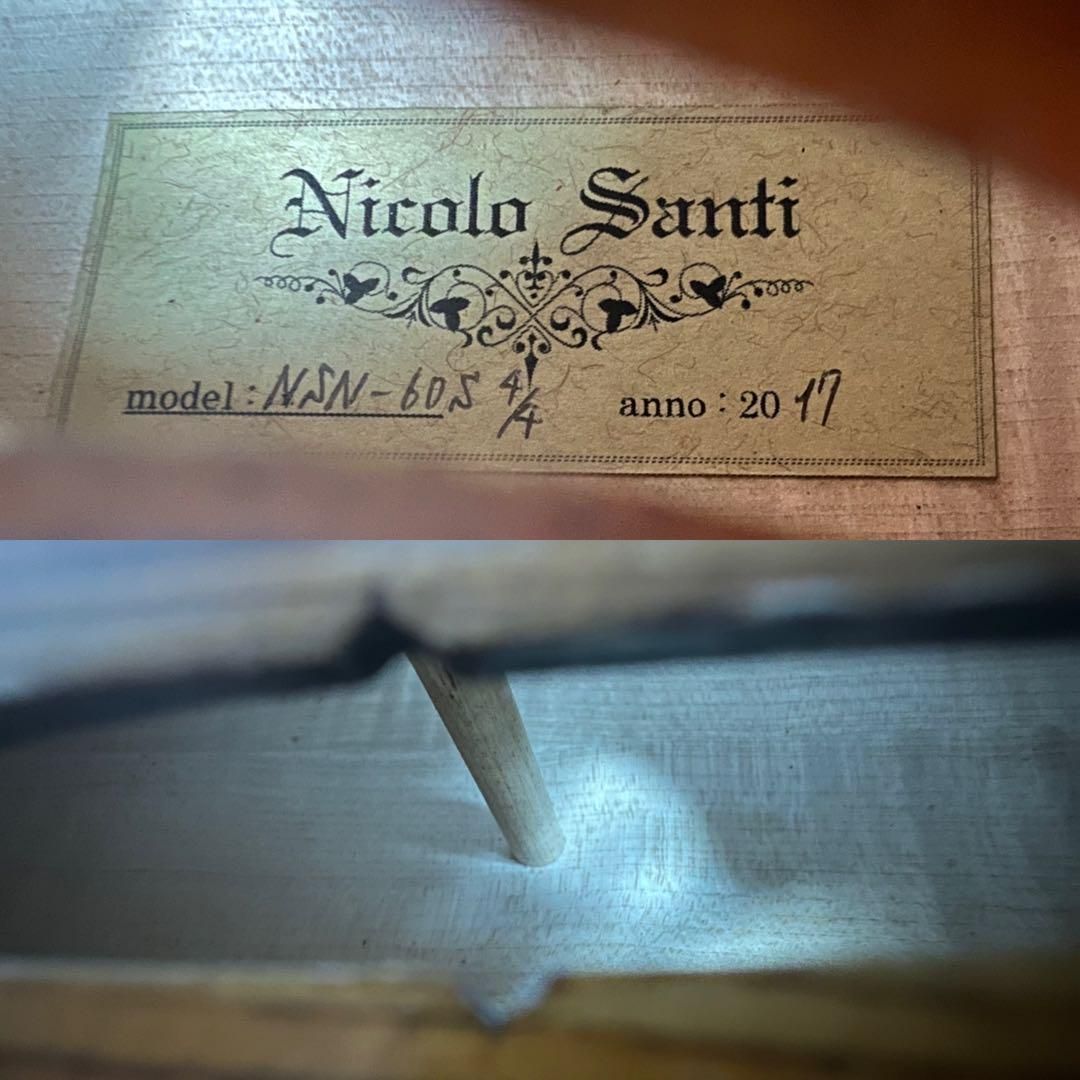 Nicolo Santi
model : NSN-60S 4/4 anno : 2017